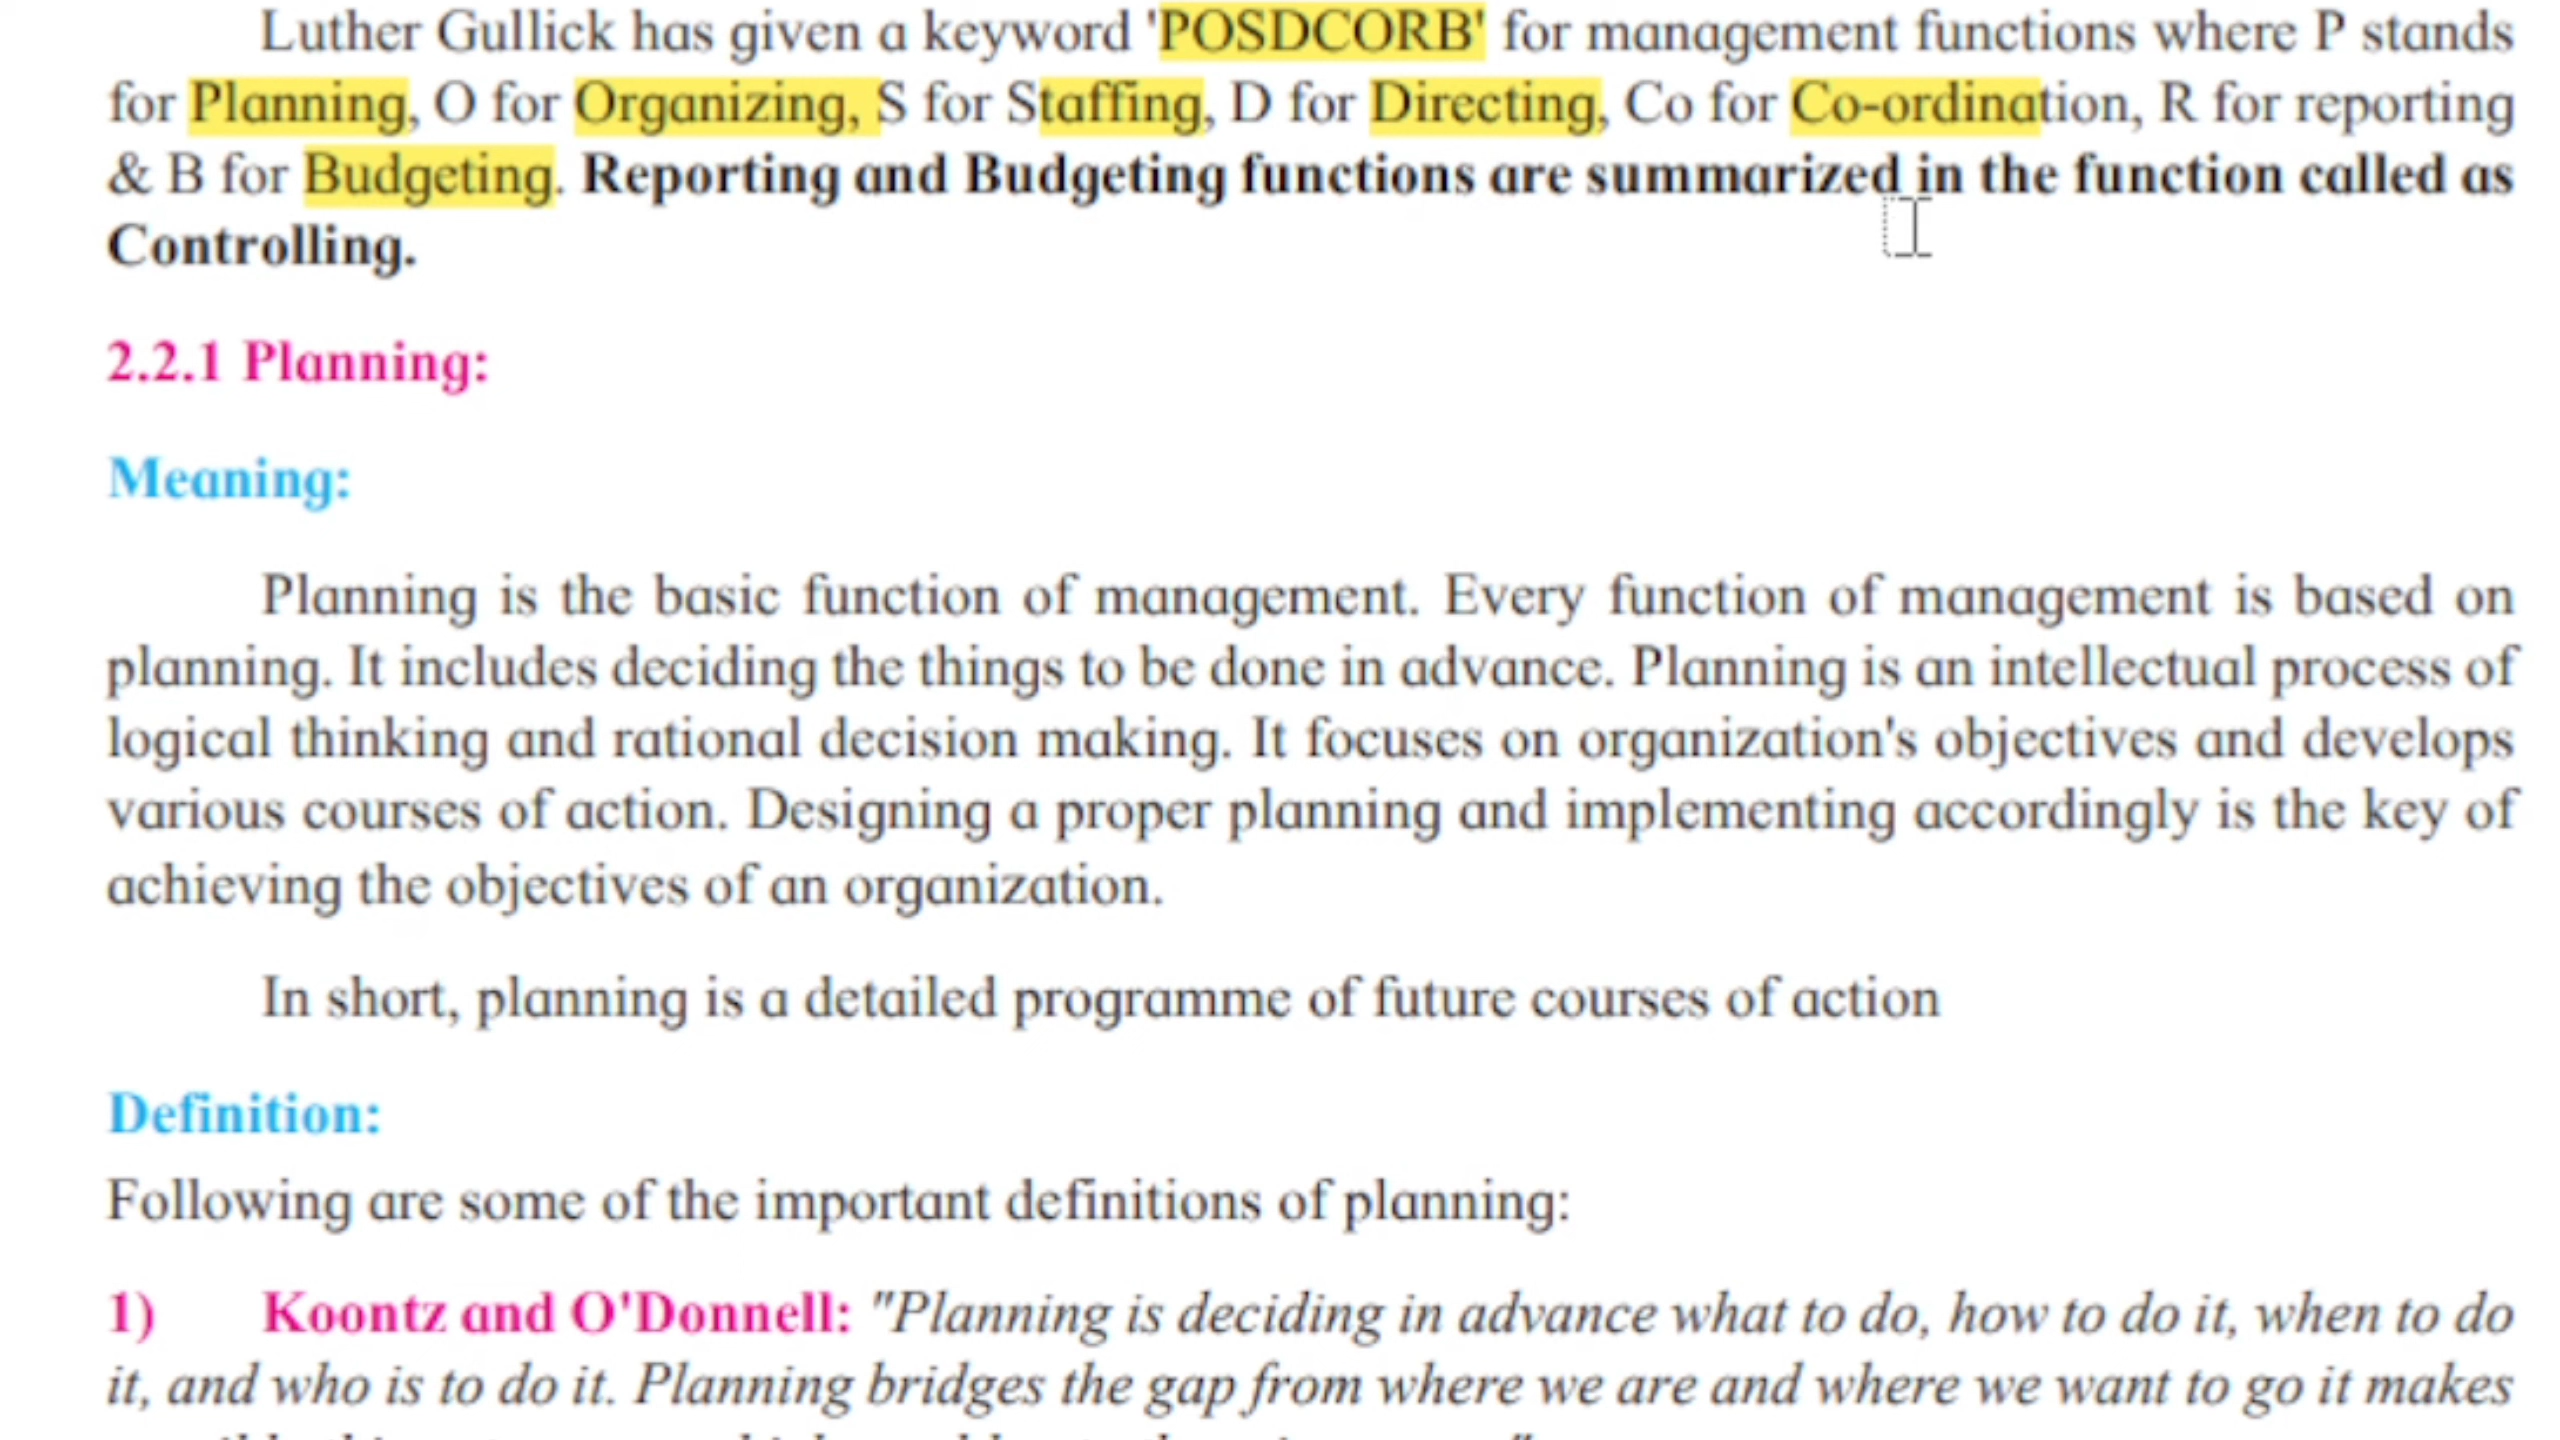 Luther Gullick has given a keyword 'POSDCORB' for management functions where P stands
for Planning, O for Organizing, S for Staffing, D for Directing, Co for Co-ordination, R for reporting
& B for Budgeting. Reporting and Budgeting functions are summarized in the function called as
Controlling.
2.2.1 Planning:
Meaning:
Planning is the basic function of management. Every function of management is based on
planning. It includes deciding the things to be done in advance. Planning is an intellectual process of
logical thinking and rational decision making. It focuses on organization's objectives and develops
various courses of action. Designing a proper planning and implementing accordingly is the key of
achieving the objectives of an organization.
In short, planning is a detailed programme of future courses of action
Definition:
Following are some of the important definitions of planning:
1) Koontz and O'Donnell: "Planning is deciding in advance what to do, how to do it, when to do
it, and who is to do it. Planning bridges the gap from where we are and where we want to go it makes